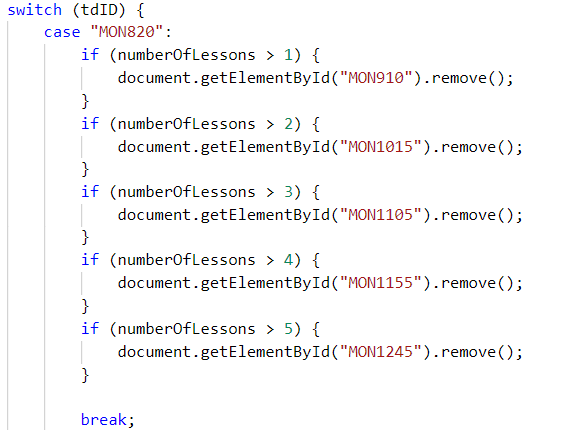 switch (tdID) {
case "MON820":
if (numberOfLessons > 1) {
document.getElementById("MON910").remove();
}
if (numberOfLessons > 2) {
document.getElementById("MON1015").remove();
}
if (numberOfLessons > 3) {
document.getElementById("MON1105").remove();
}
if (numberOfLessons > 4) {
document.getElementById("MON1155").remove();
}
if (numberOfLessons > 5) {
document.getElementById("MON1245").remove();
}
break;